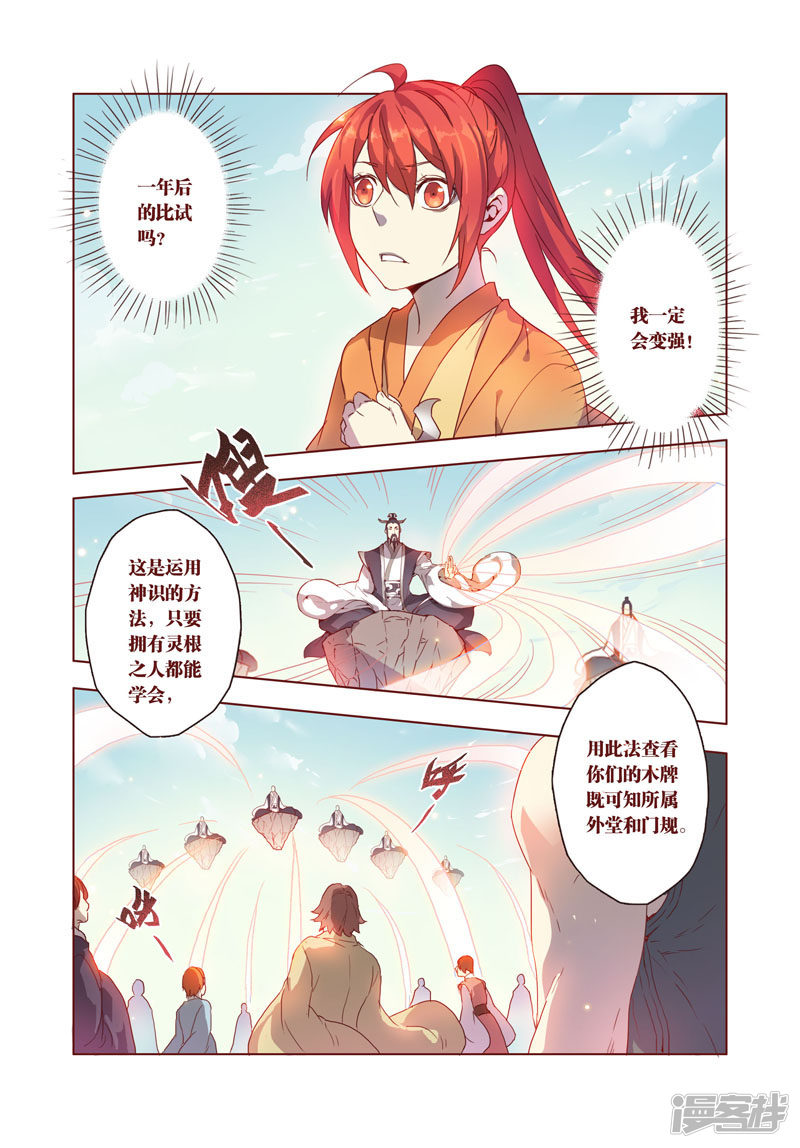 一年后
的比试
吗？
我一定
会变强！
嗖
这是运用
神识的方
法，只要
拥有灵根
之人都能
学会，
用此法查看
你们的木牌
既可知所属
外堂和门规。
呼
漫客栈